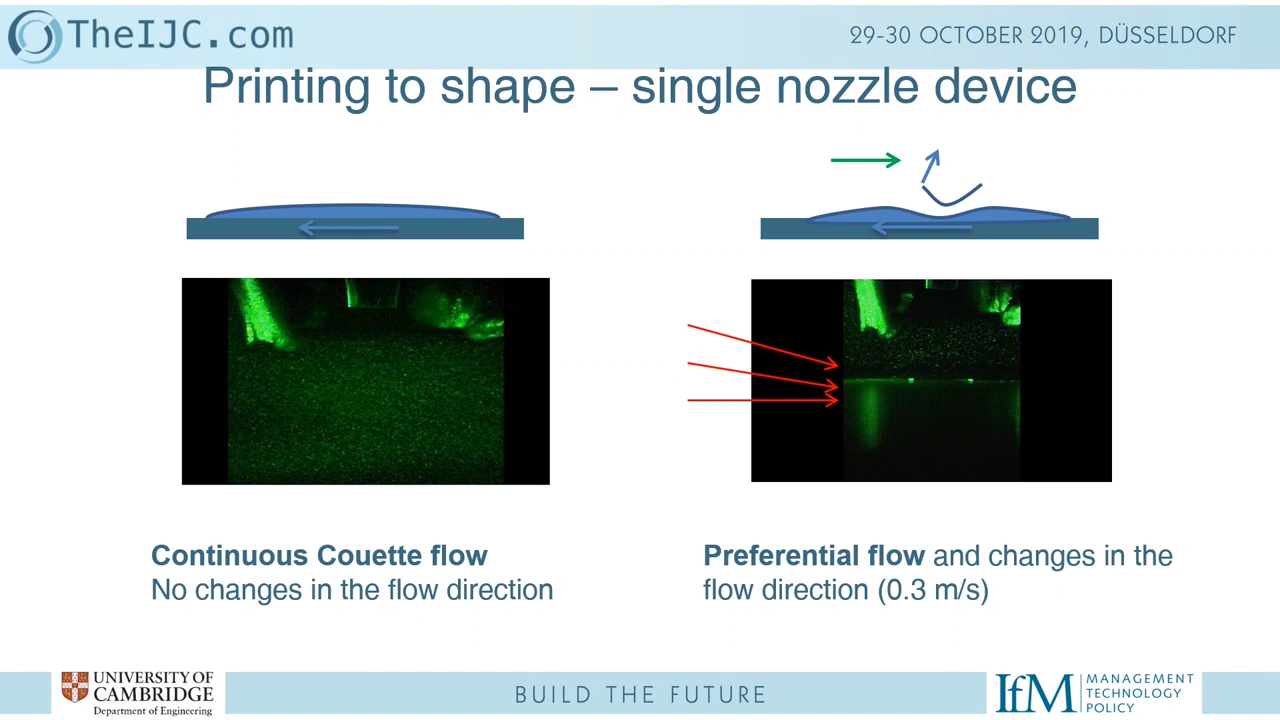 TheIJC.com
29-30 OCTOBER 2019, DÜSSELDORF
Printing to shape – single nozzle device
Continuous Couette flow
No changes in the flow direction
Preferential flow and changes in the
flow direction (0.3 m/s)
UNIVERSITY OF
CAMBRIDGE
Department of Engineering
BUILD THE FUTURE
IfM
MANAGEMENT
TECHNOLOGY
POLICY